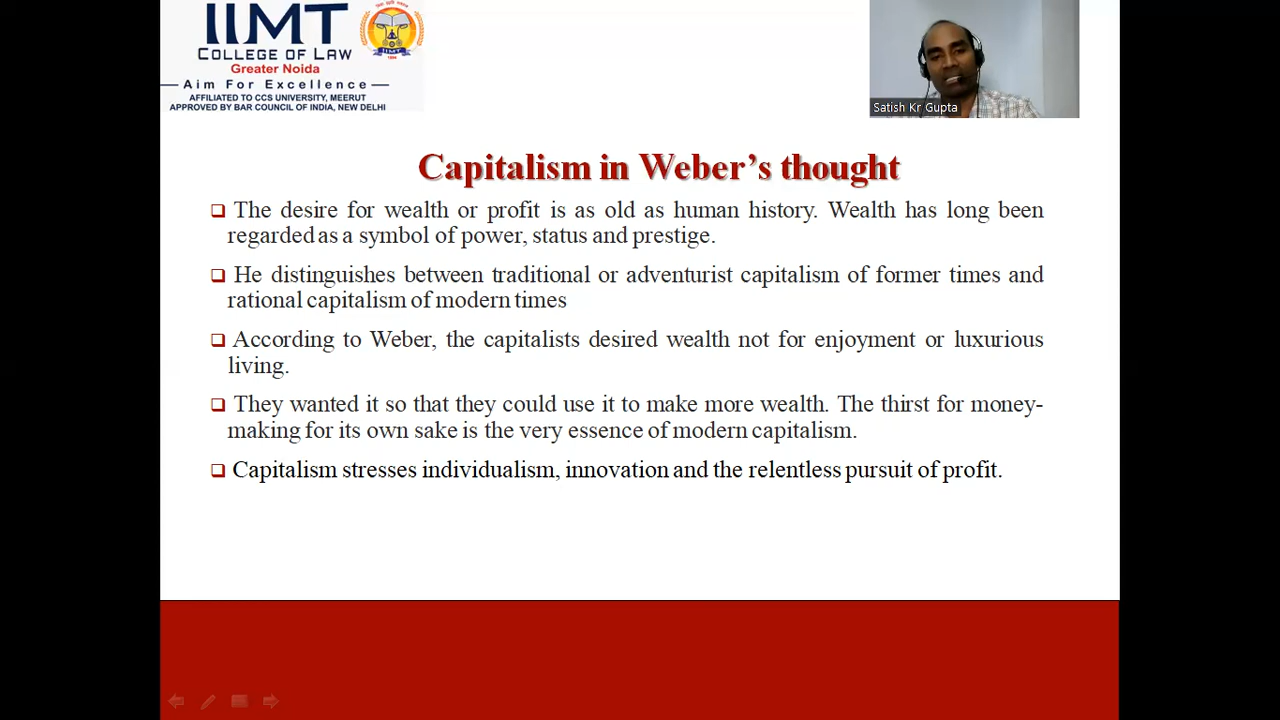 IIMT
COLLEGE OF LAW
Greater Noida
Aim For Excellence
AFFILIATED TO CCS UNIVERSITY, MEERUT
APPROVED BY BAR COUNCIL OF INDIA, NEW DELHI
IIMT
Satish Kr Gupta
Capitalism in Weber's thought
The desire for wealth or profit is as old as human history. Wealth has long been
regarded as a symbol of power, status and prestige.
He distinguishes between traditional or adventurist capitalism of former times and
rational capitalism of modern times
According to Weber, the capitalists desired wealth not for enjoyment or luxurious
living.
They wanted it so that they could use it to make more wealth. The thirst for money-
making for its own sake is the very essence of modern capitalism.
Capitalism stresses individualism, innovation and the relentless pursuit of profit.